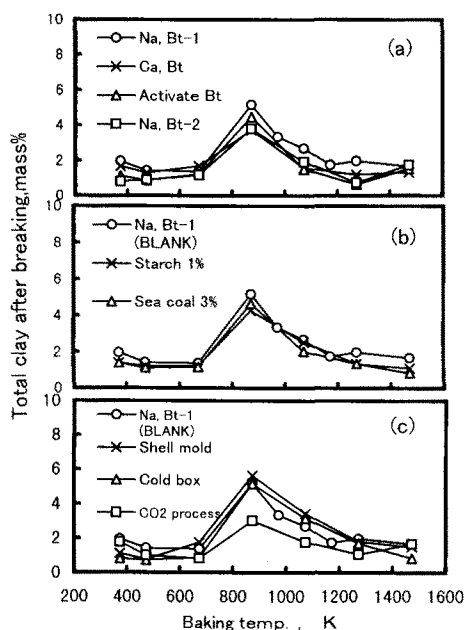 Total clay after breaking,mass%
10
8
6
4
2
0
Na, Bt-1
Ca, Bt
Activate Bt
Na, Bt-2
(a)
10
8
6
4
2
0
Na, Bt-1
(BLANK)
Starch 1%
Sea coal 3%
(b)
10
8
6
4
2
0
Na, Bt-1
(BLANK)
Shell mold
Cold box
CO2 process
(c)
200 400 600 800 1000 1200 1400 1600
Baking temp. , K